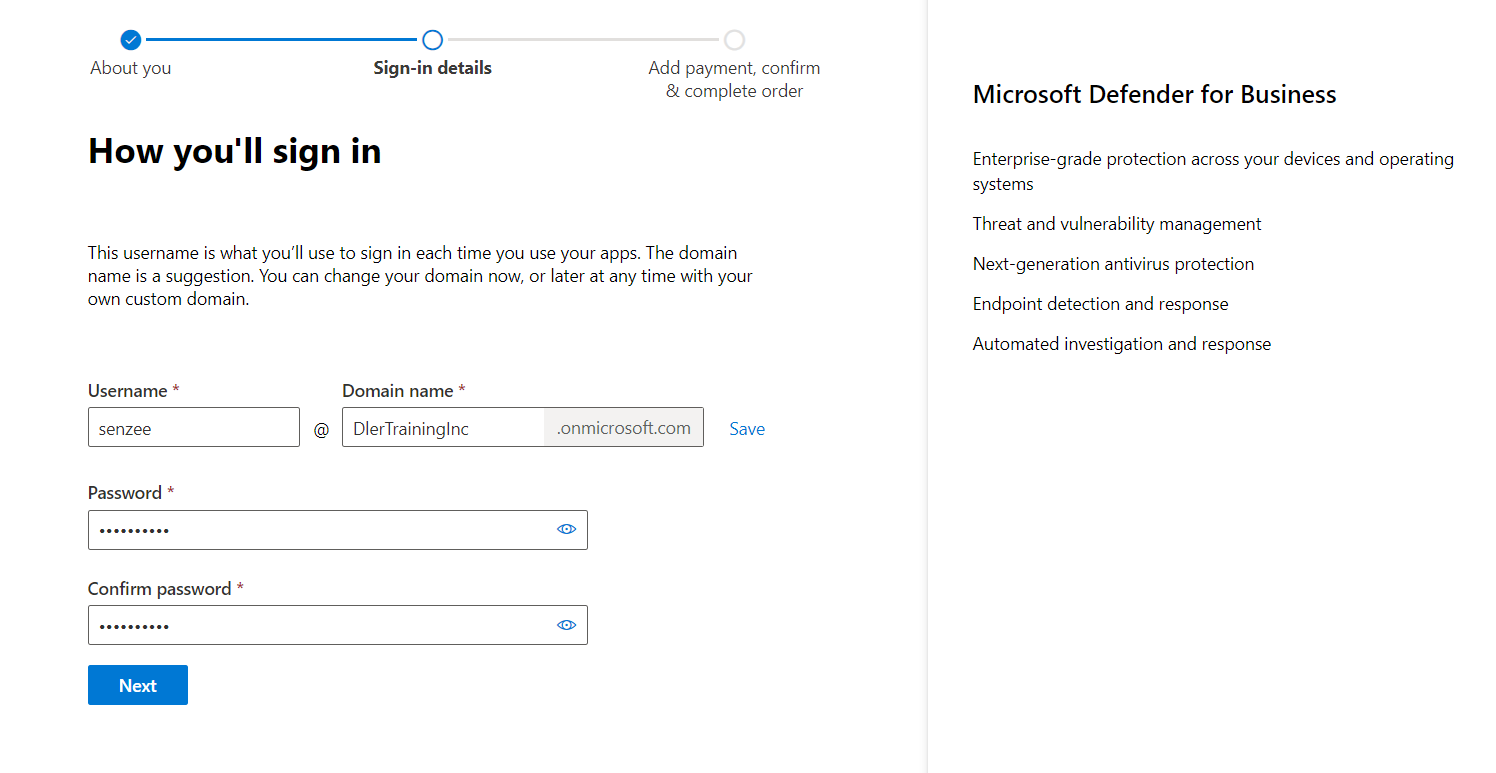 About you
Sign-in details
Add payment, confirm
& complete order
How you'll sign in
This username is what you’ll use to sign in each time you use your apps. The domain
name is a suggestion. You can change your domain now, or later at any time with your
own custom domain.
Username *
Domain name *
senzee
@
DlerTrainingInc
.onmicrosoft.com
Save
Password *
••••••••••
Confirm password *
••••••••••
Next
Microsoft Defender for Business
Enterprise-grade protection across your devices and operating
systems
Threat and vulnerability management
Next-generation antivirus protection
Endpoint detection and response
Automated investigation and response